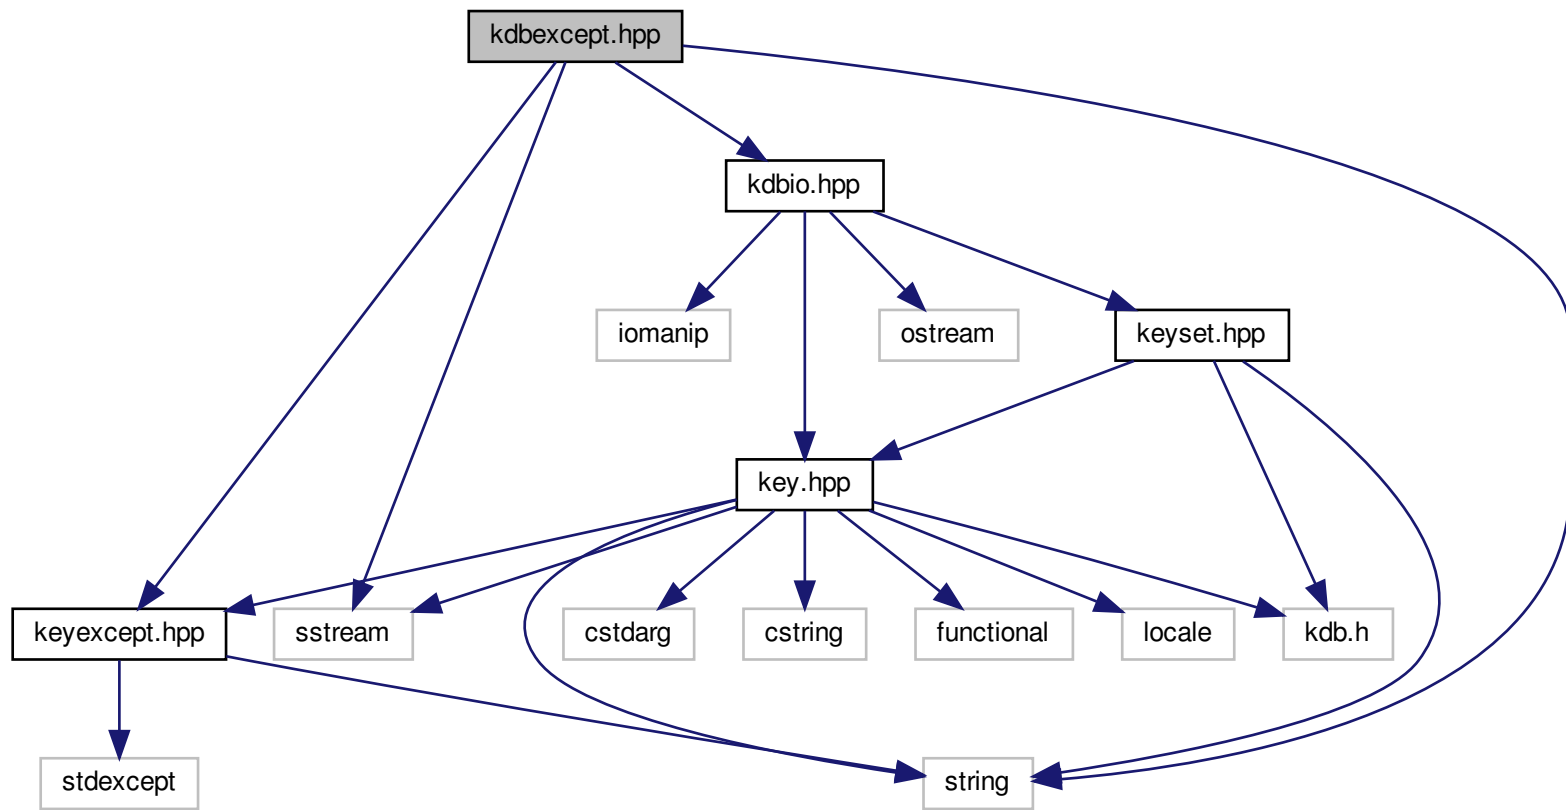 kdbexcept.hpp
kdbio.hpp
iomanip
ostream
keyset.hpp
key.hpp
keyexcept.hpp
sstream
cstdarg
cstring
functional
locale
kdb.h
stdexcept
string